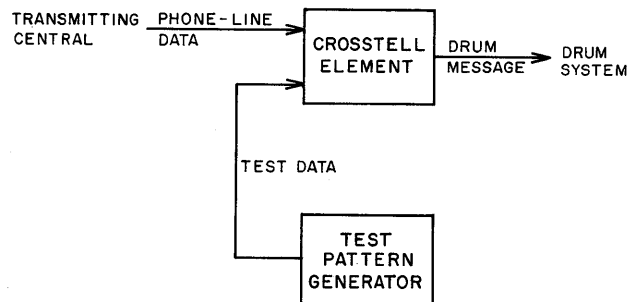 TRANSMITTING
CENTRAL
PHONE-LINE
DATA
CROSSTELL
ELEMENT
DRUM
MESSAGE
DRUM
SYSTEM
TEST DATA
TEST
PATTERN
GENERATOR